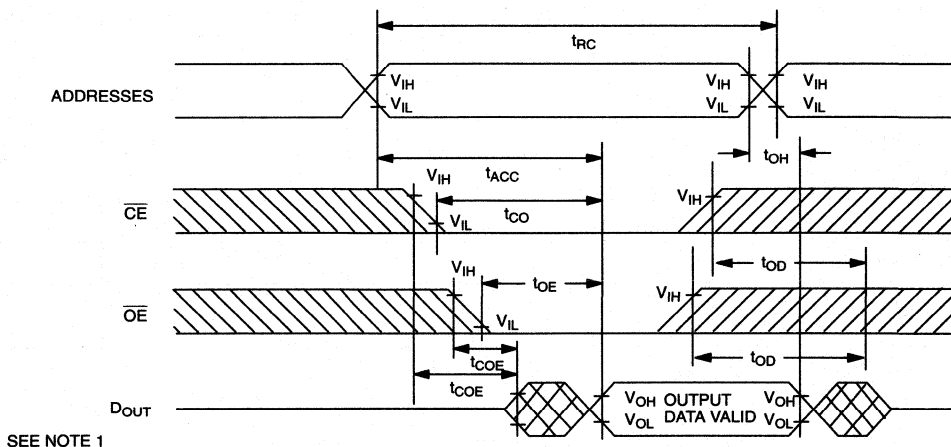 tRC
ADDRESSES
VIH
VIL
VIH
VIL
VIH
VIL
tOH
tACC
CE
VIH
VIL
tCO
VIH
tOD
OE
VIH
VIL
tOE
VIH
tOD
tCOE
tCOE
DOUT
VOH OUTPUT VOH
VOL DATA VALID VOL
SEE NOTE 1